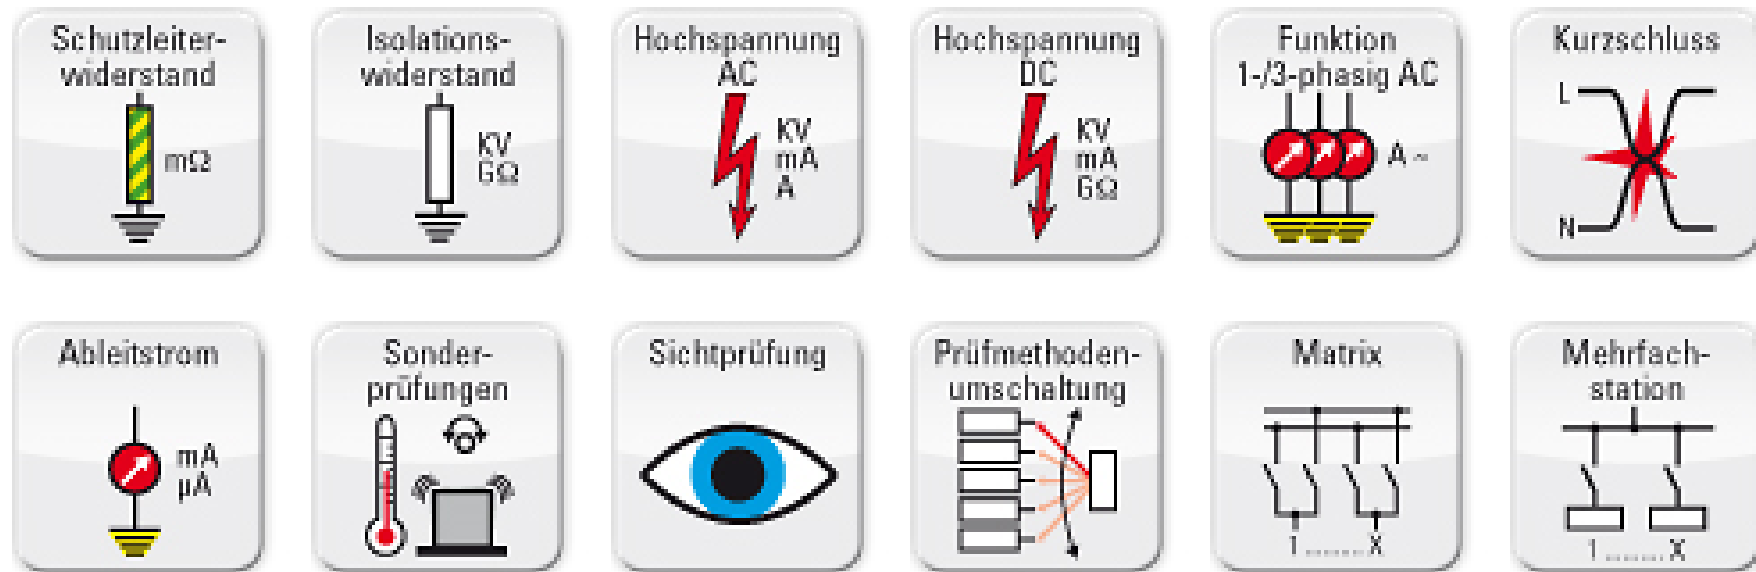 Schutzleiter-
widerstand
mΩ
Isolations-
widerstand
KV
GΩ
Hochspannung
AC
KV
mA
A
Hochspannung
DC
KV
mA
GΩ
Funktion
1-/3-phasig AC
A ~
Kurzschluss
L
N
Ableitstrom
mA
µA
Sonder-
prüfungen
Sichtprüfung
Prüfmethoden-
umschaltung
Matrix
1 ........ X
Mehrfach-
station
1 ....... X